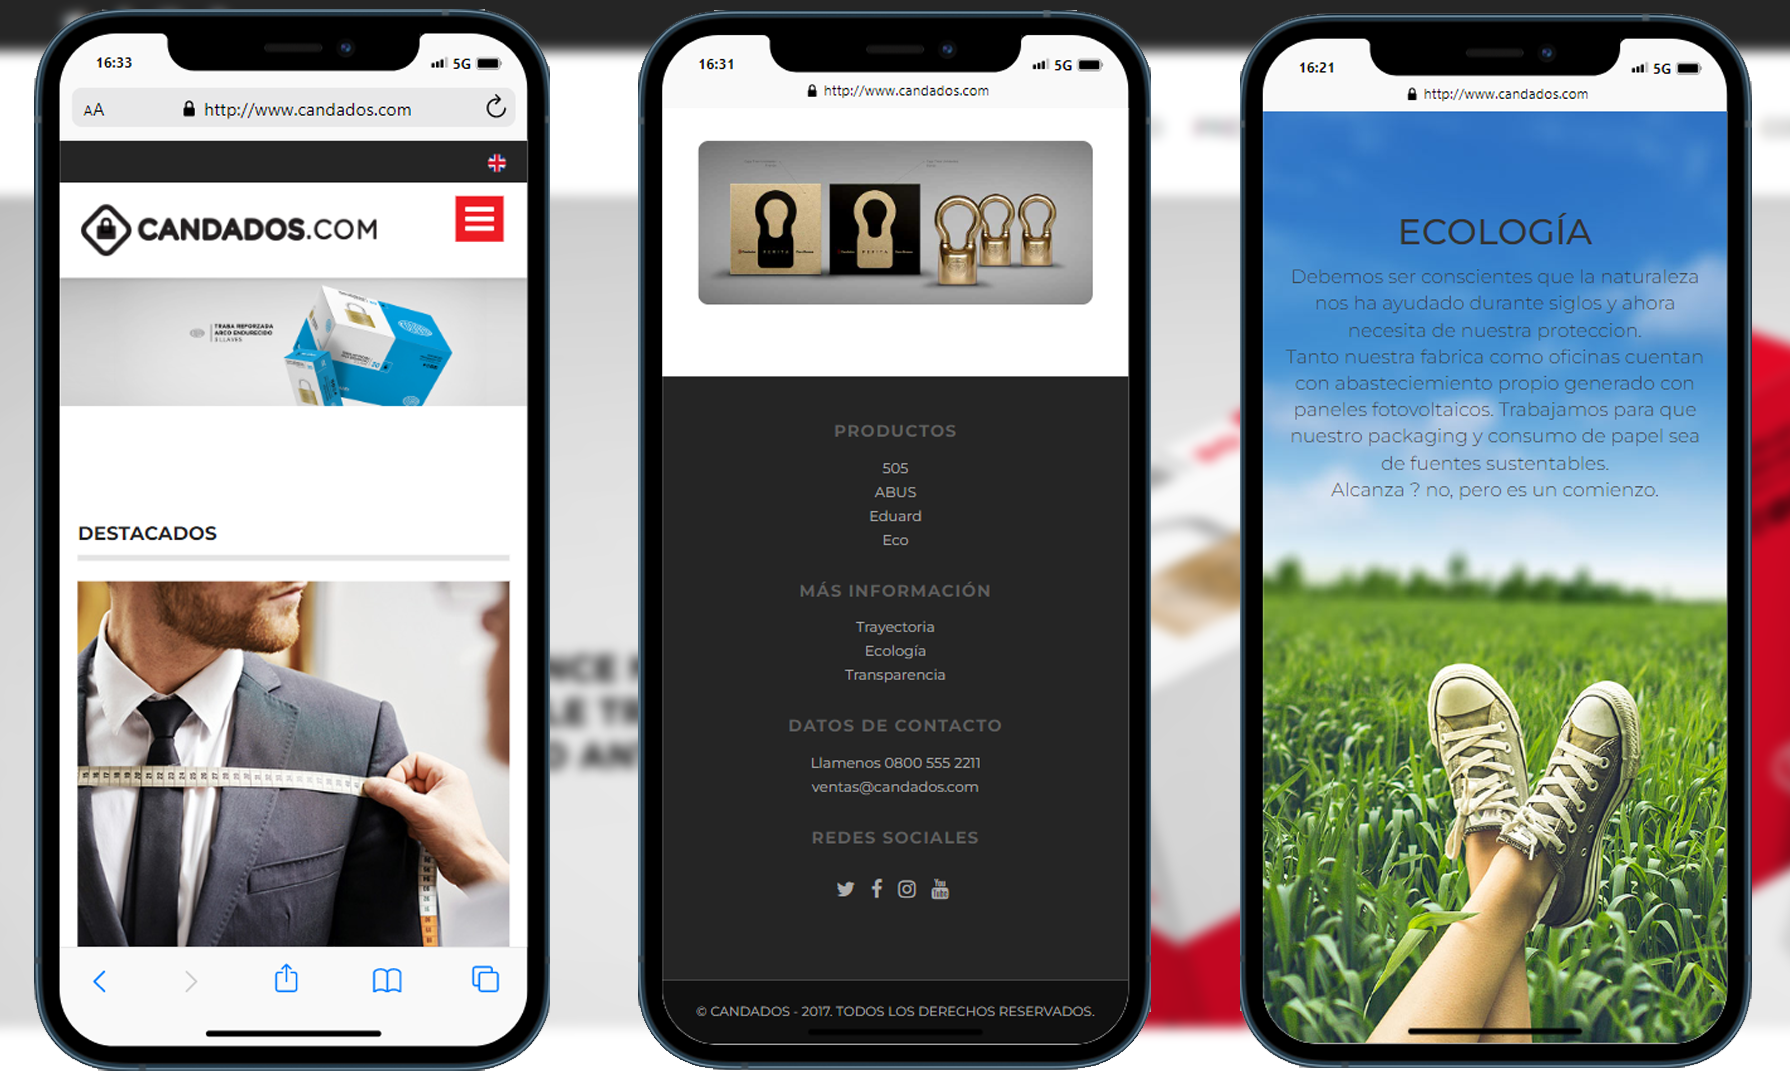 16:33
5G
AA
http://www.candados.com
CANDADOS.COM
TRABA REFORZADA
ARCO ENDURECIDO
3 LLAVES
DESTACADOS
16:31
5G
http://www.candados.com
PRODUCTOS
505
ABUS
Eduard
Eco
MÁS INFORMACIÓN
Trayectoria
Ecología
Transparencia
DATOS DE CONTACTO
Llamenos 0800 555 2211
ventas@candados.com
REDES SOCIALES
You
Tube
© CANDADOS - 2017. TODOS LOS DERECHOS RESERVADOS.
16:21
5G
http://www.candados.com
ECOLOGÍA
Debemos ser conscientes que la naturaleza
nos ha ayudado durante siglos y ahora
necesita de nuestra proteccion.
Tanto nuestra fabrica como oficinas cuentan
con abasteciemiento propio generado con
paneles fotovoltaicos. Trabajamos para que
nuestro packaging y consumo de papel sea
de fuentes sustentables.
Alcanza ? no, pero es un comienzo.